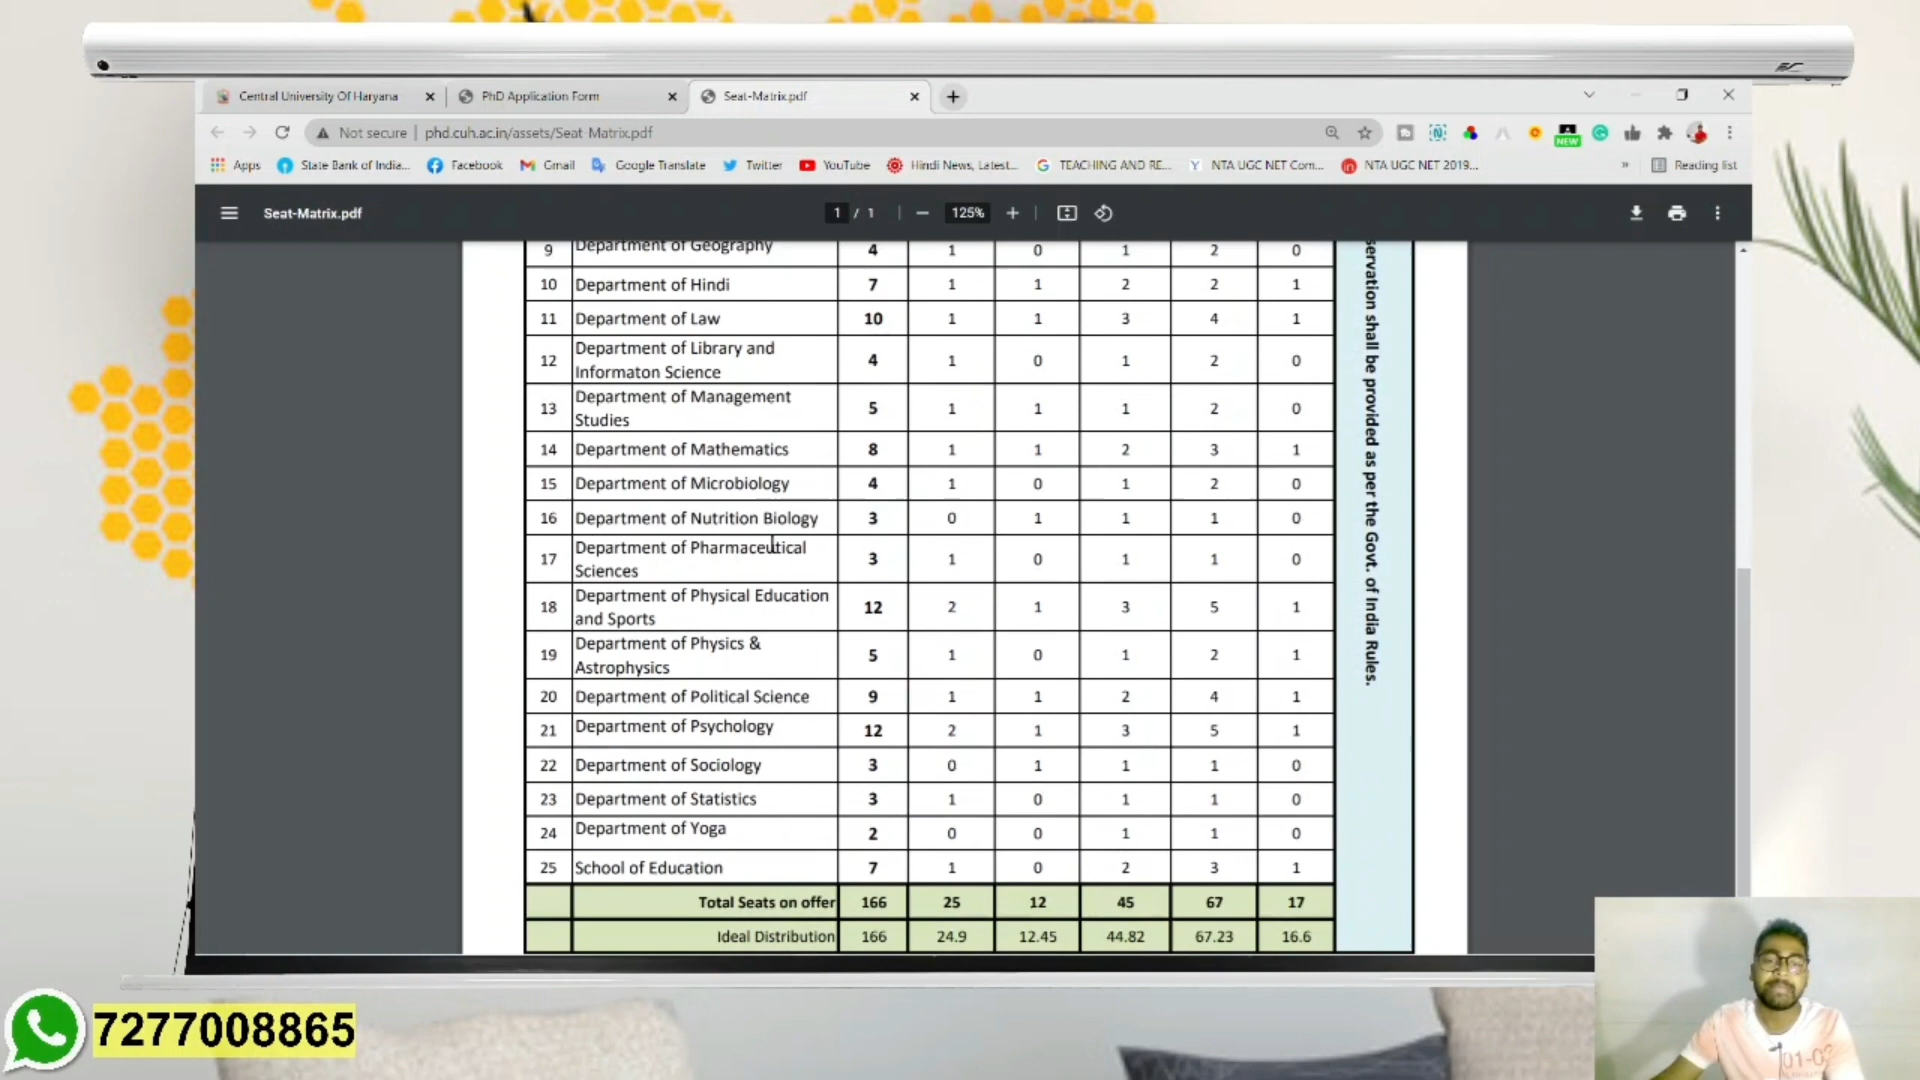 Central University Of Haryana
PhD Application Form
Seat-Matrix.pdf
Not secure | phd.cuh.ac.in/assets/Seat-Matrix.pdf
NEW
Apps State Bank of India... Facebook Gmail Google Translate Twitter YouTube Hindi News, Latest... TEACHING AND RE... NTA UGC NET Com... NTA UGC NET 2019... » Reading list
Seat-Matrix.pdf 1 / 1 125%
9 Department of Geography 4 1 0 1 2 0
10 Department of Hindi 7 1 1 2 2 1
11 Department of Law 10 1 1 3 4 1
12 Department of Library and Informaton Science 4 1 0 1 2 0
13 Department of Management Studies 5 1 1 1 2 0
14 Department of Mathematics 8 1 1 2 3 1
15 Department of Microbiology 4 1 0 1 2 0
16 Department of Nutrition Biology 3 0 1 1 1 0
17 Department of Pharmaceutical Sciences 3 1 0 1 1 0
18 Department of Physical Education and Sports 12 2 1 3 5 1
19 Department of Physics & Astrophysics 5 1 0 1 2 1
20 Department of Political Science 9 1 1 2 4 1
21 Department of Psychology 12 2 1 3 5 1
22 Department of Sociology 3 0 1 1 1 0
23 Department of Statistics 3 1 0 1 1 0
24 Department of Yoga 2 0 0 1 1 0
25 School of Education 7 1 0 2 3 1
Total Seats on offer 166 25 12 45 67 17
Ideal Distribution 166 24.9 12.45 44.82 67.23 16.6
servation shall be provided as per the Govt. of India Rules.
7277008865